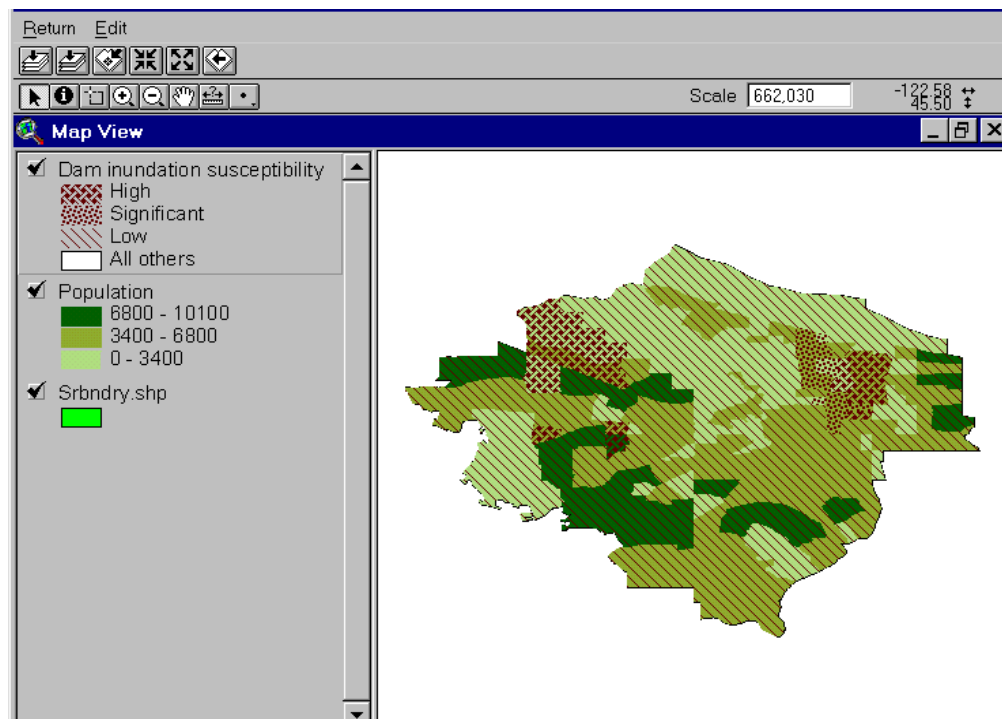 Return Edit
Scale 662,030 -122.58
45.50
Map View
Dam inundation susceptibility
High
Significant
Low
All others
Population
6800 - 10100
3400 - 6800
0 - 3400
Srbndry.shp